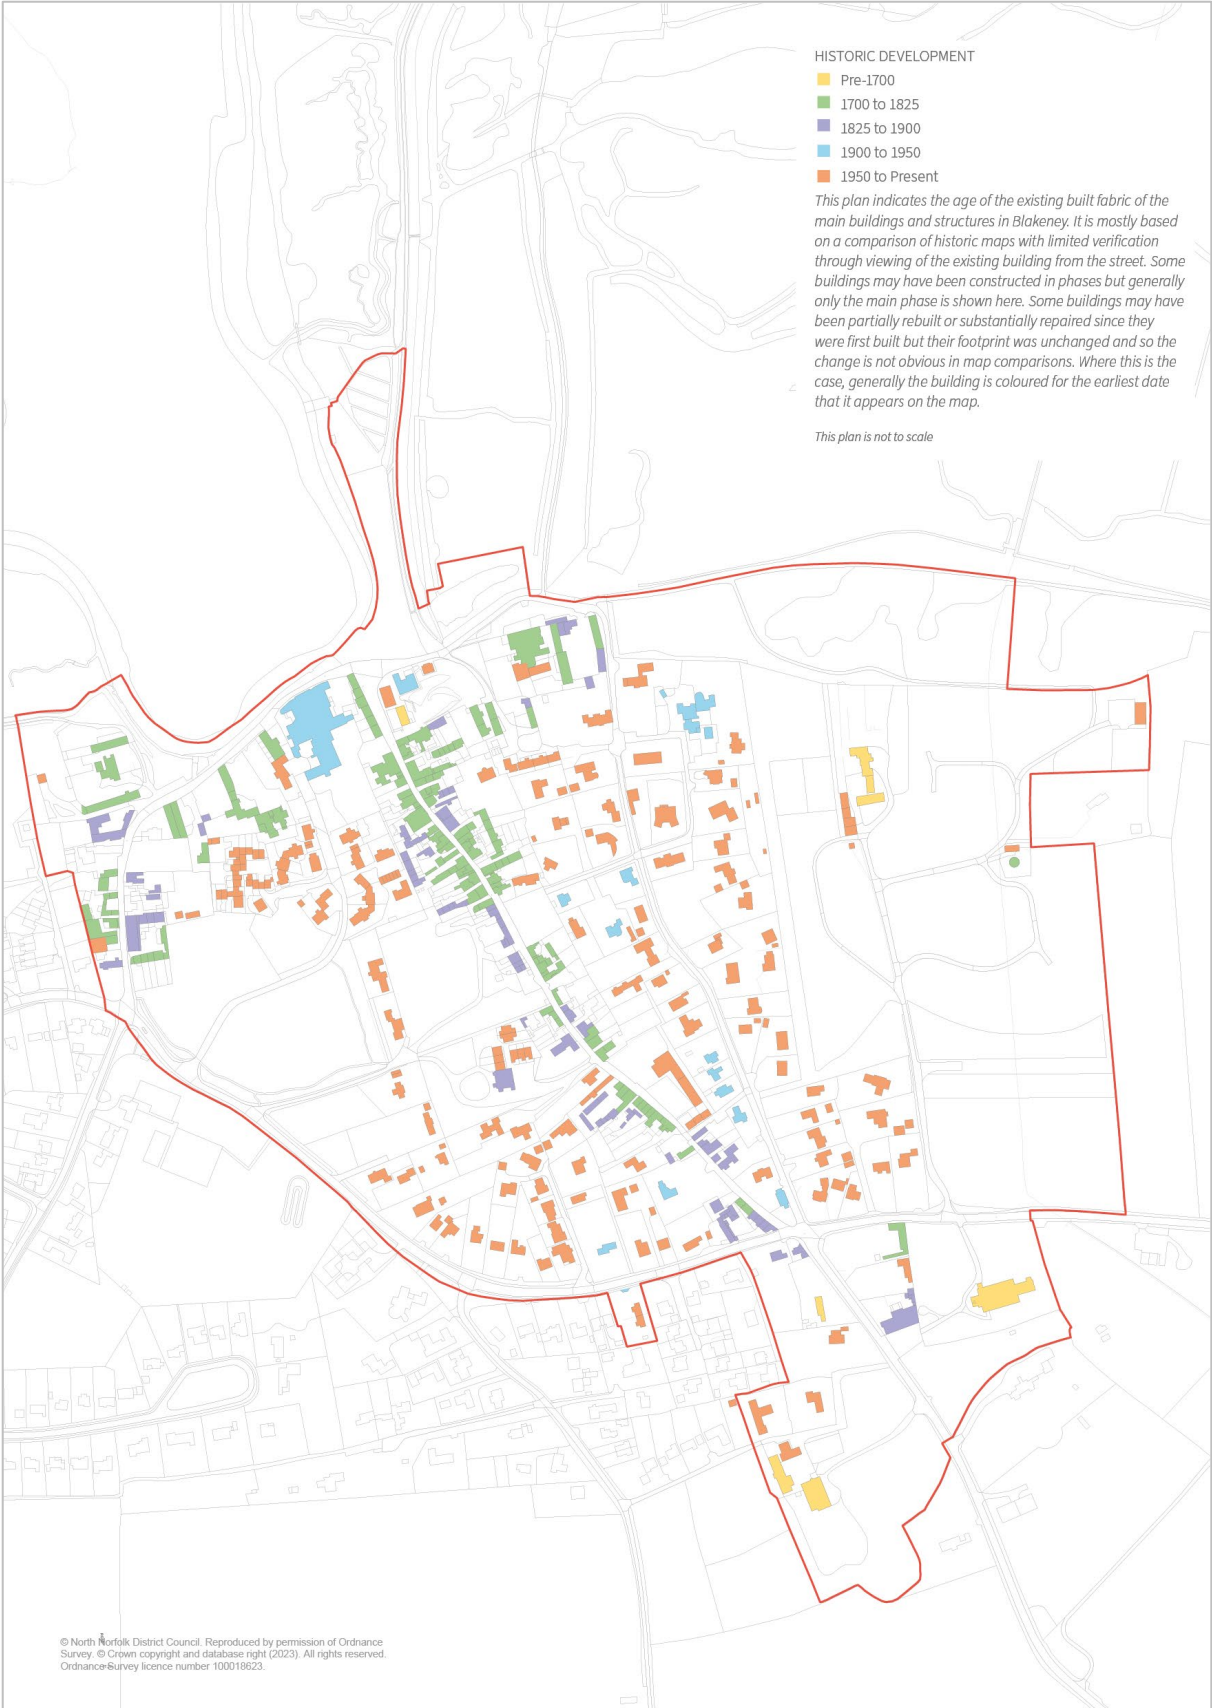 HISTORIC DEVELOPMENT
Pre-1700
1700 to 1825
1825 to 1900
1900 to 1950
1950 to Present
This plan indicates the age of the existing built fabric of the
main buildings and structures in Blakeney. It is mostly based
on a comparison of historic maps with limited verification
through viewing of the existing building from the street. Some
buildings may have been constructed in phases but generally
only the main phase is shown here. Some buildings may have
been partially rebuilt or substantially repaired since they
were first built but their footprint was unchanged and so the
change is not obvious in map comparisons. Where this is the
case, generally the building is coloured for the earliest date
that it appears on the map.
This plan is not to scale
© North Norfolk District Council. Reproduced by permission of Ordnance
Survey. © Crown copyright and database right (2023). All rights reserved.
Ordnance Survey licence number 100018623.